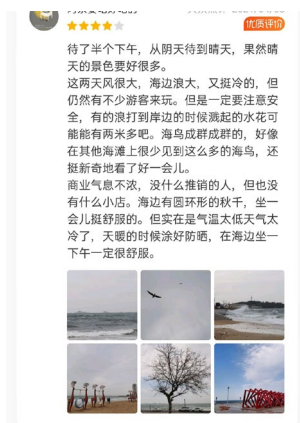 优质评价
待了半个下午，从阴天待到晴天，果然晴
天的景色要好很多。
这两天风很大，海边浪大，又挺冷的，但
仍然有不少游客来玩。但是一定要注意安
全，有的浪打到岸边的时候溅起的水花可
能能有两米多吧。海鸟成群成群的，好像
在其他海滩上很少见到这么多的海鸟，还
挺新奇地看了好一会儿。
商业气息不浓，没什么推销的人，但也没
有什么小店。海边有圆环形的秋千，坐一
会儿挺舒服的。但实在是气温太低天气太
冷了，天暖的时候涂好防晒，在海边坐一
下午一定很舒服。